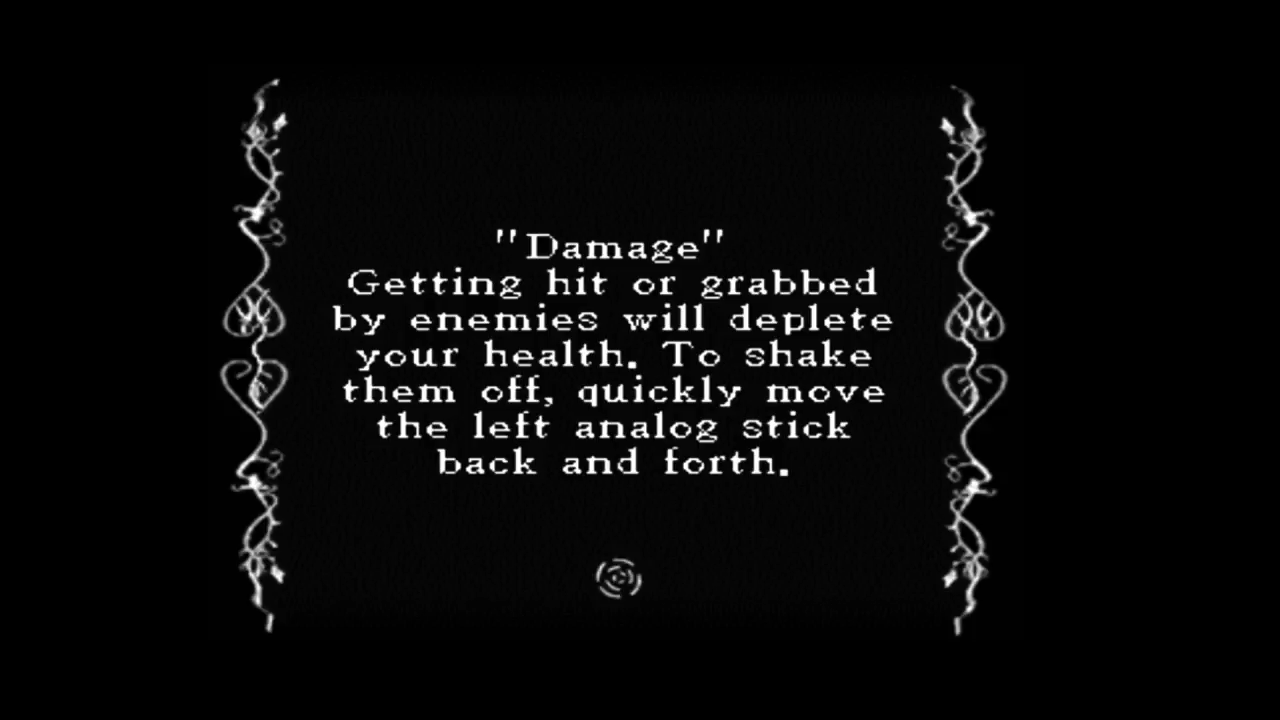 "Damage"
Getting hit or grabbed
by enemies will deplete
your health. To shake
them off, quickly move
the left analog stick
back and forth.